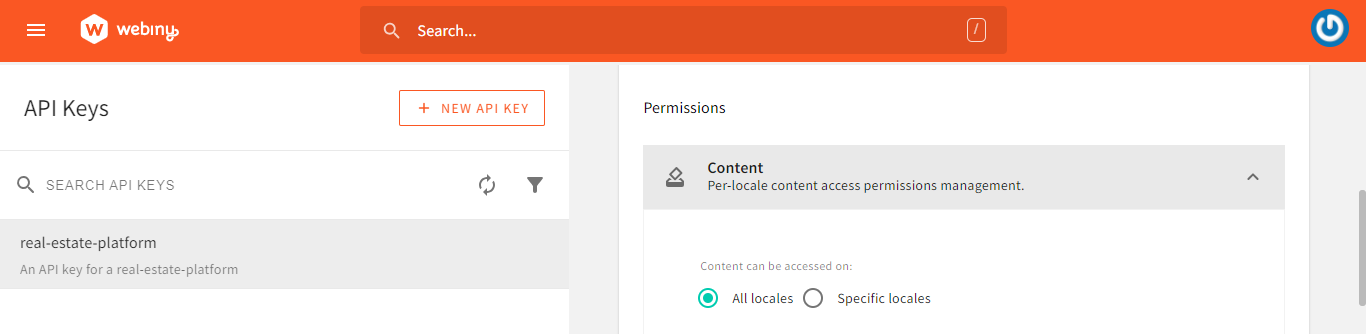 webiny
Search...
/
API Keys
+ NEW API KEY
SEARCH API KEYS
real-estate-platform
An API key for a real-estate-platform
Permissions
Content
Per-locale content access permissions management.
Content can be accessed on:
All locales
Specific locales